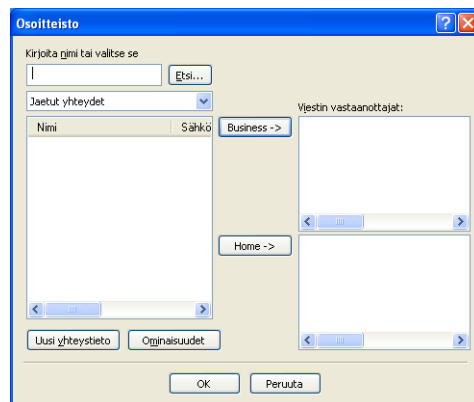 Osoitteisto
Kirjoita nimi tai valitse se
Etsi...
Jaetut yhteydet
Viestin vastaanottajat:
Nimi Sähkö
Business ->
Home ->
Uusi yhteystieto Ominaisuudet
OK Peruuta